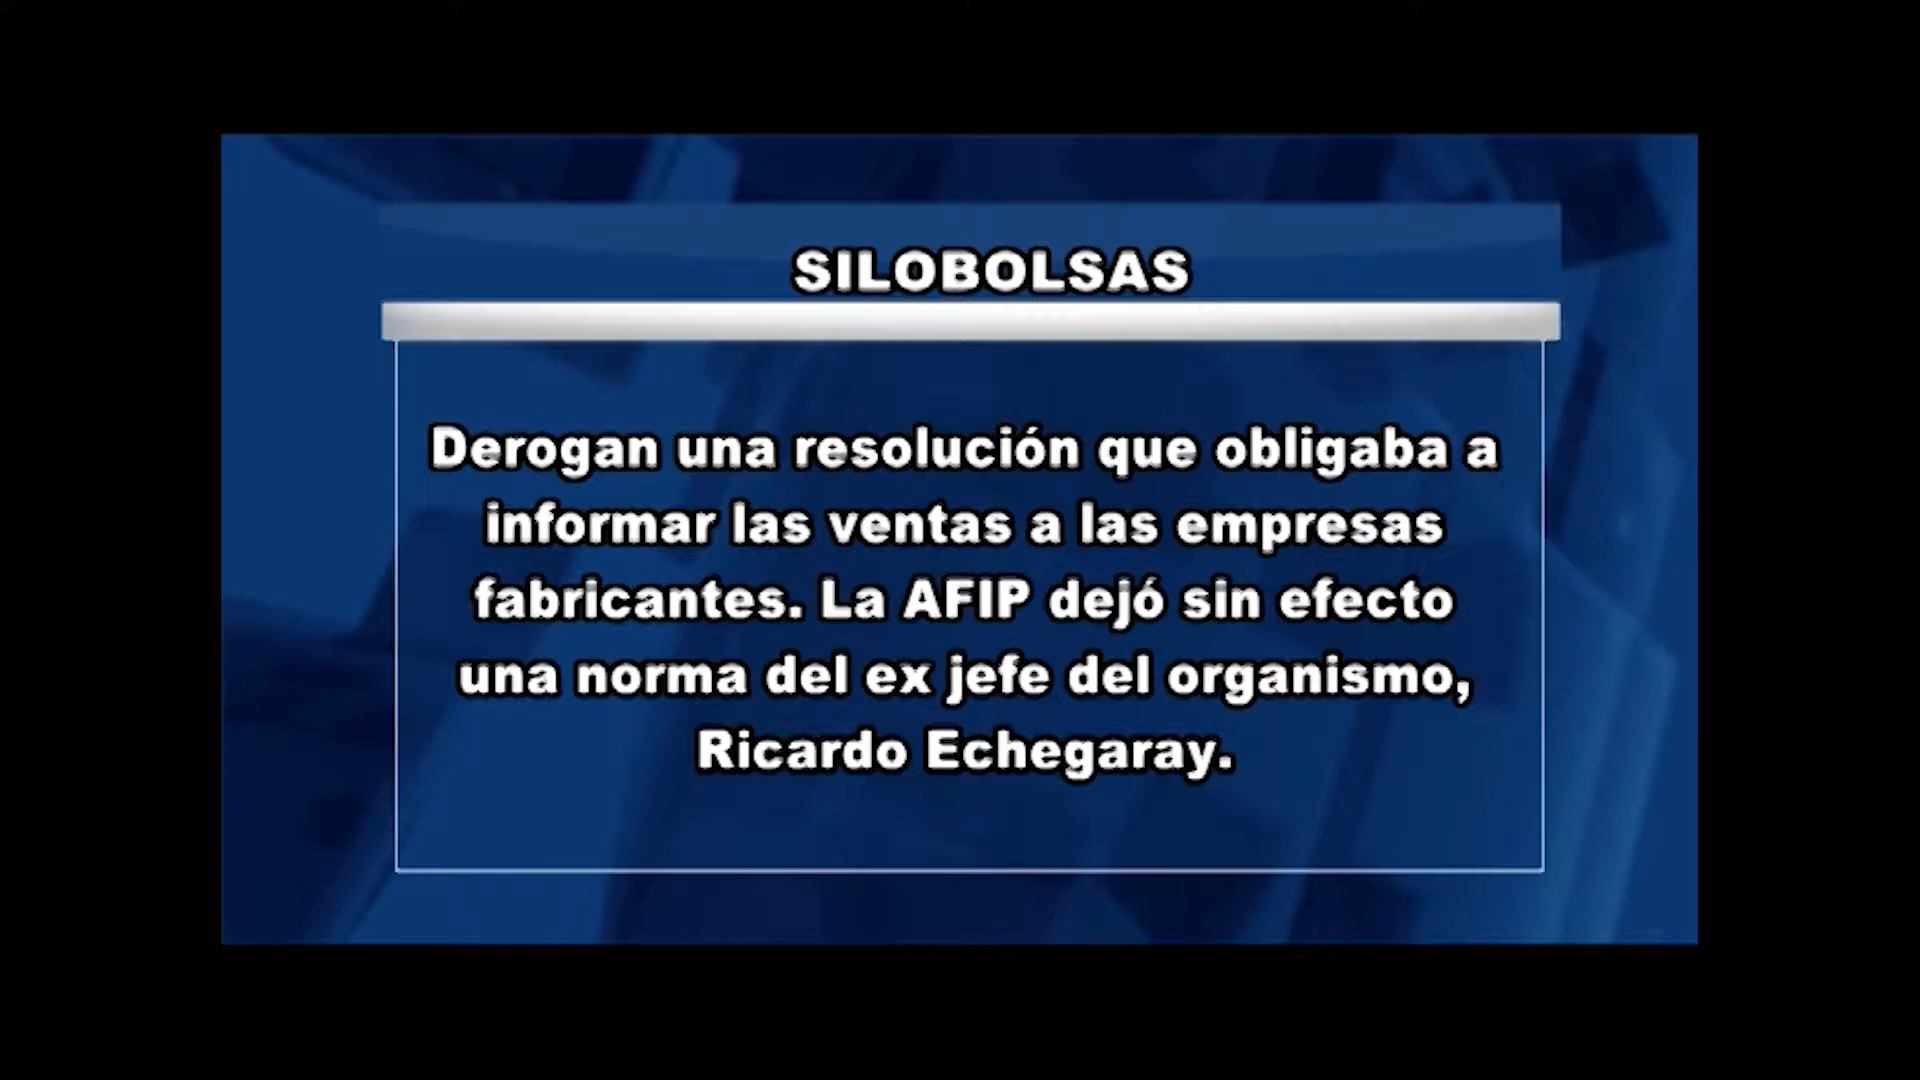 SILOBOLSAS
Derogan una resolución que obligaba a
informar las ventas a las empresas
fabricantes. La AFIP dejó sin efecto
una norma del ex jefe del organismo,
Ricardo Echegaray.